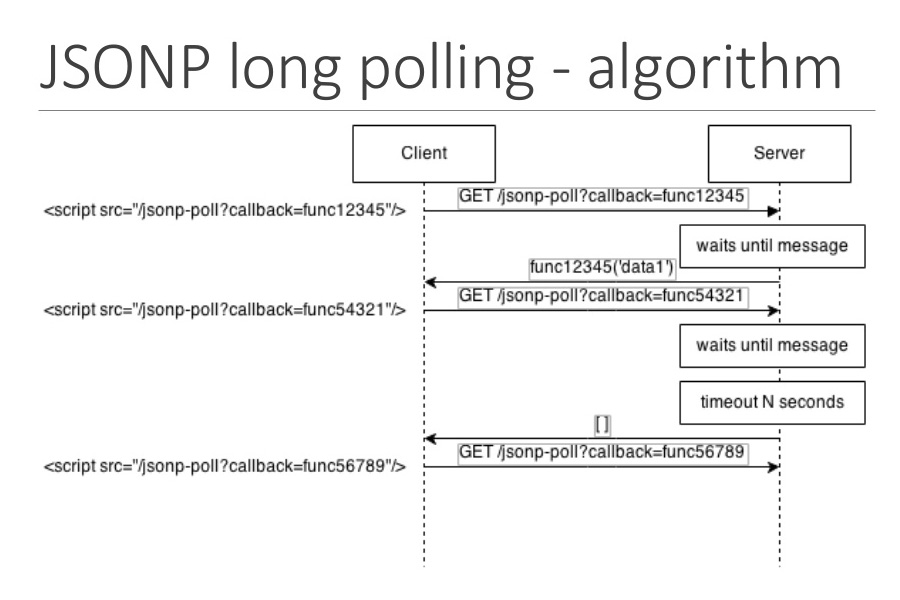 JSONP long polling - algorithm
Client
Server
GET /jsonp-poll?callback=func12345
<script src="/jsonp-poll?callback=func12345"/>
waits until message
func12345('data1')
GET /jsonp-poll?callback=func54321
<script src="/jsonp-poll?callback=func54321"/>
waits until message
timeout N seconds
[]
GET /jsonp-poll?callback=func56789
<script src="/jsonp-poll?callback=func56789"/>